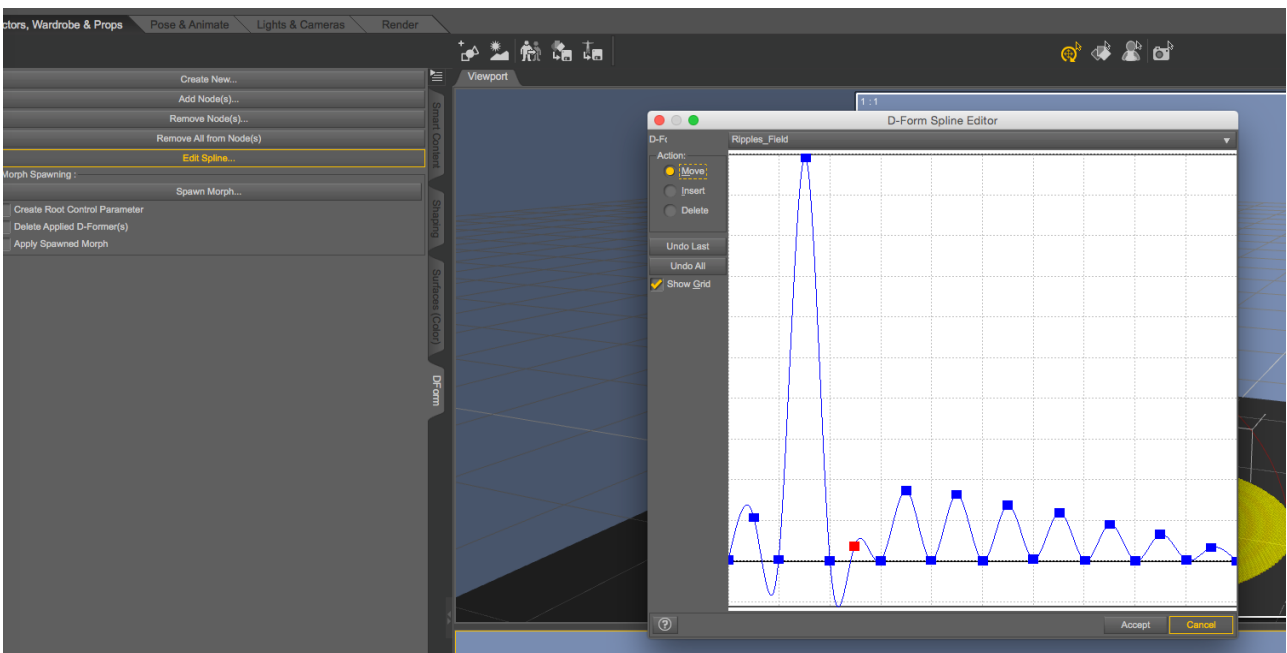 ctors, Wardrobe & Props Pose & Animate Lights & Cameras Render
Create New...
Add Node(s)...
Remove Node(s)...
Remove All from Node(s)
Edit Spline...
Morph Spawning :
Spawn Morph...
Create Root Control Parameter
Delete Applied D-Former(s)
Apply Spawned Morph
Smart Content
Shaping
Surfaces (Color)
DForm
Viewport
1 : 1
D-Form Spline Editor
D-Fo Ripples_Field
Action:
Move
Insert
Delete
Undo Last
Undo All
Show Grid
?
Accept Cancel